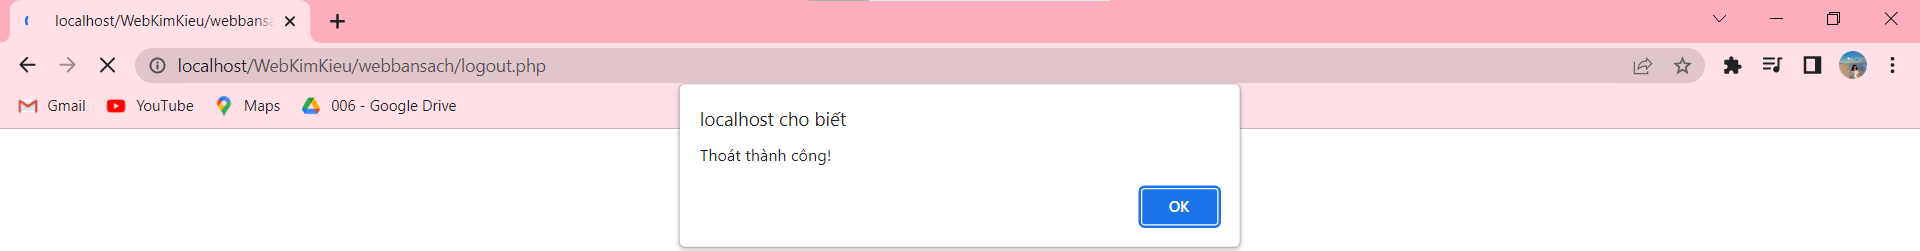 localhost/WebKimKieu/webbansa
localhost/WebKimKieu/webbansach/logout.php
Gmail YouTube Maps 006 - Google Drive
localhost cho biết
Thoát thành công!
OK